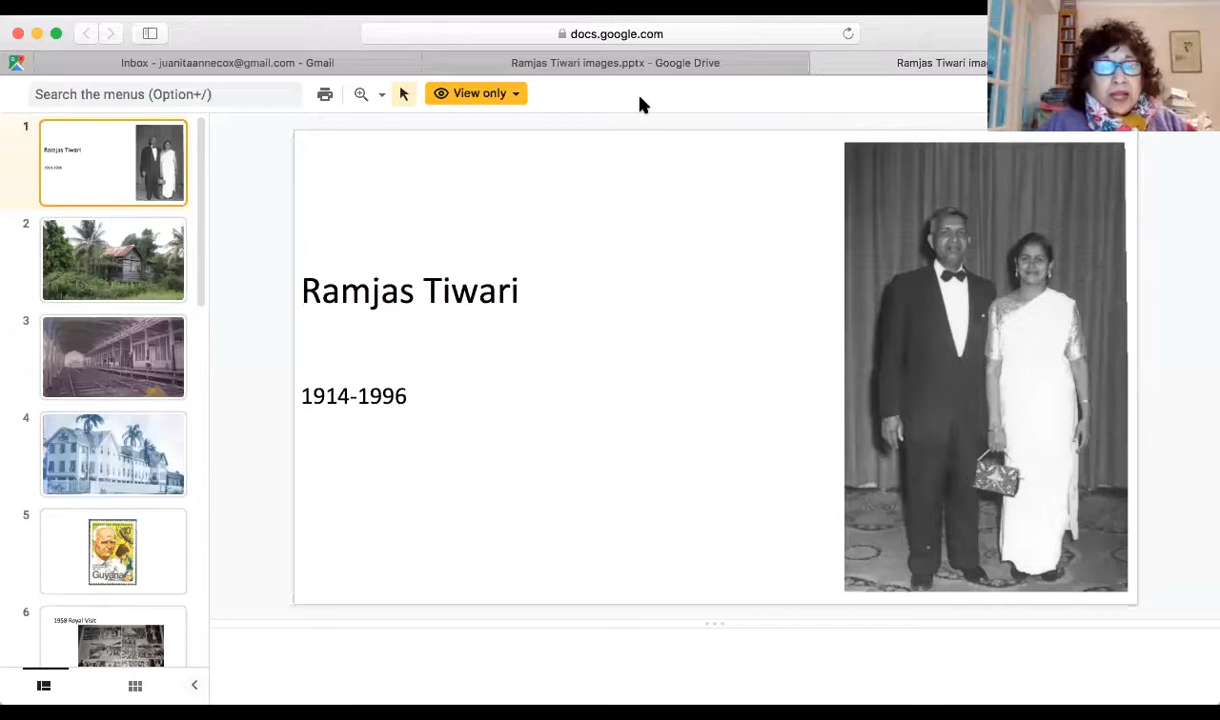 docs.google.com
Inbox - juanitaannecox@gmail.com - Gmail
Ramjas Tiwari images.pptx - Google Drive
Ramjas Tiwari ima
Search the menus (Option+/)
View only
1
Ramjas Tiwari
1914-1996
2
3
4
5
Guyana
6
1958 Royal Visit
Ramjas Tiwari
1914-1996